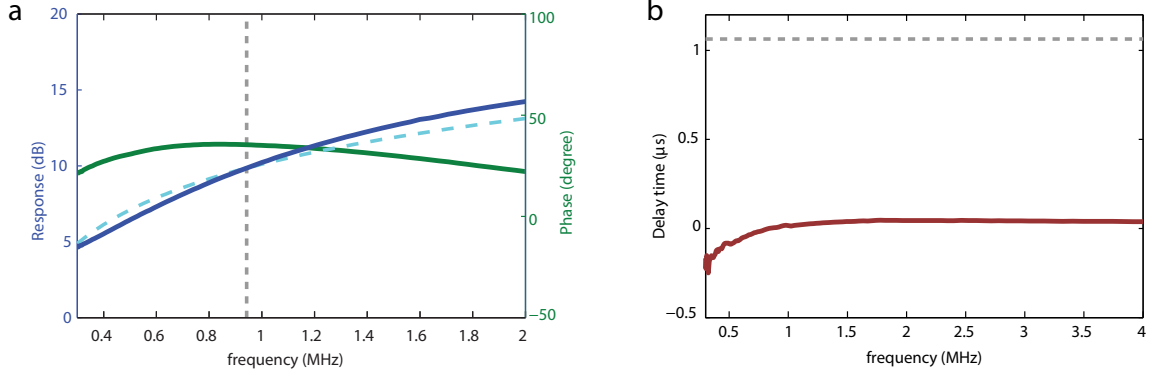 a
20
15
10
5
0
Response (dB)
100
50
0
−50
Phase (degree)
0.4 0.6 0.8 1 1.2 1.4 1.6 1.8 2
frequency (MHz)
b
1
0.5
0
−0.5
Delay time (μs)
0.5 1 1.5 2 2.5 3 3.5 4
frequency (MHz)